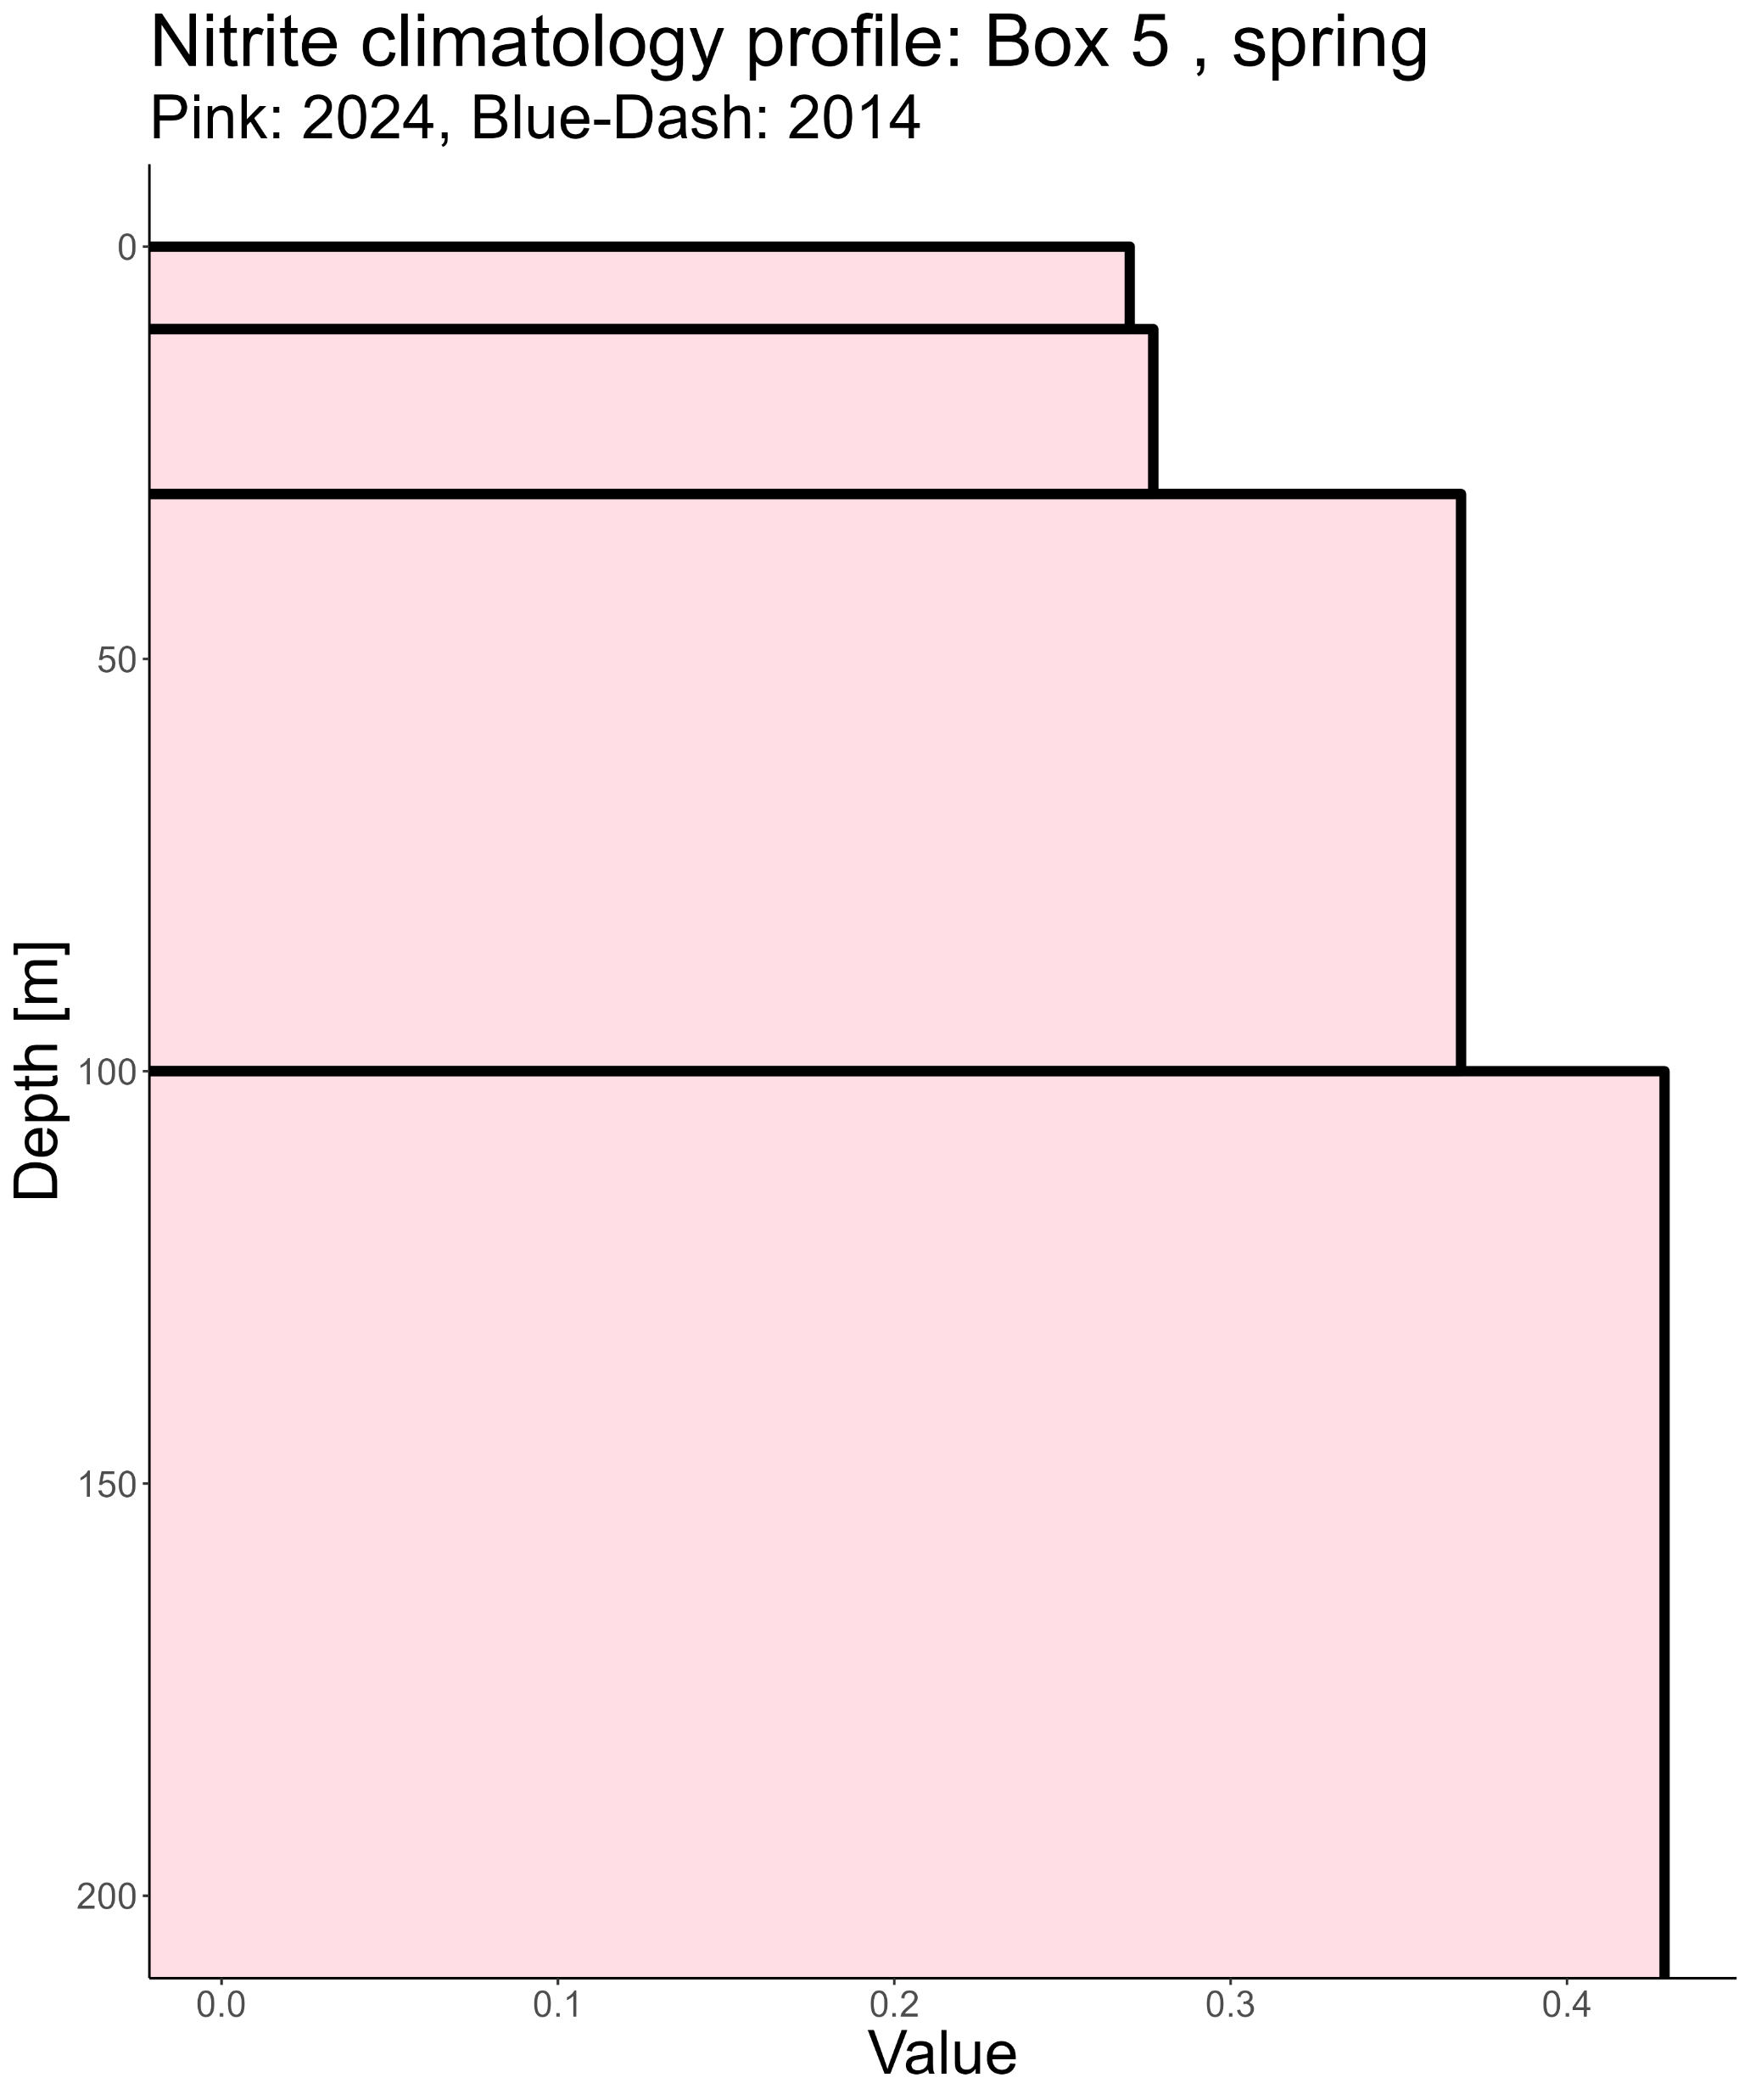 Nitrite climatology profile: Box 5 , spring
Pink: 2024, Blue-Dash: 2014
0
50
100
150
200
Depth [m]
0.0 0.1 0.2 0.3 0.4
Value